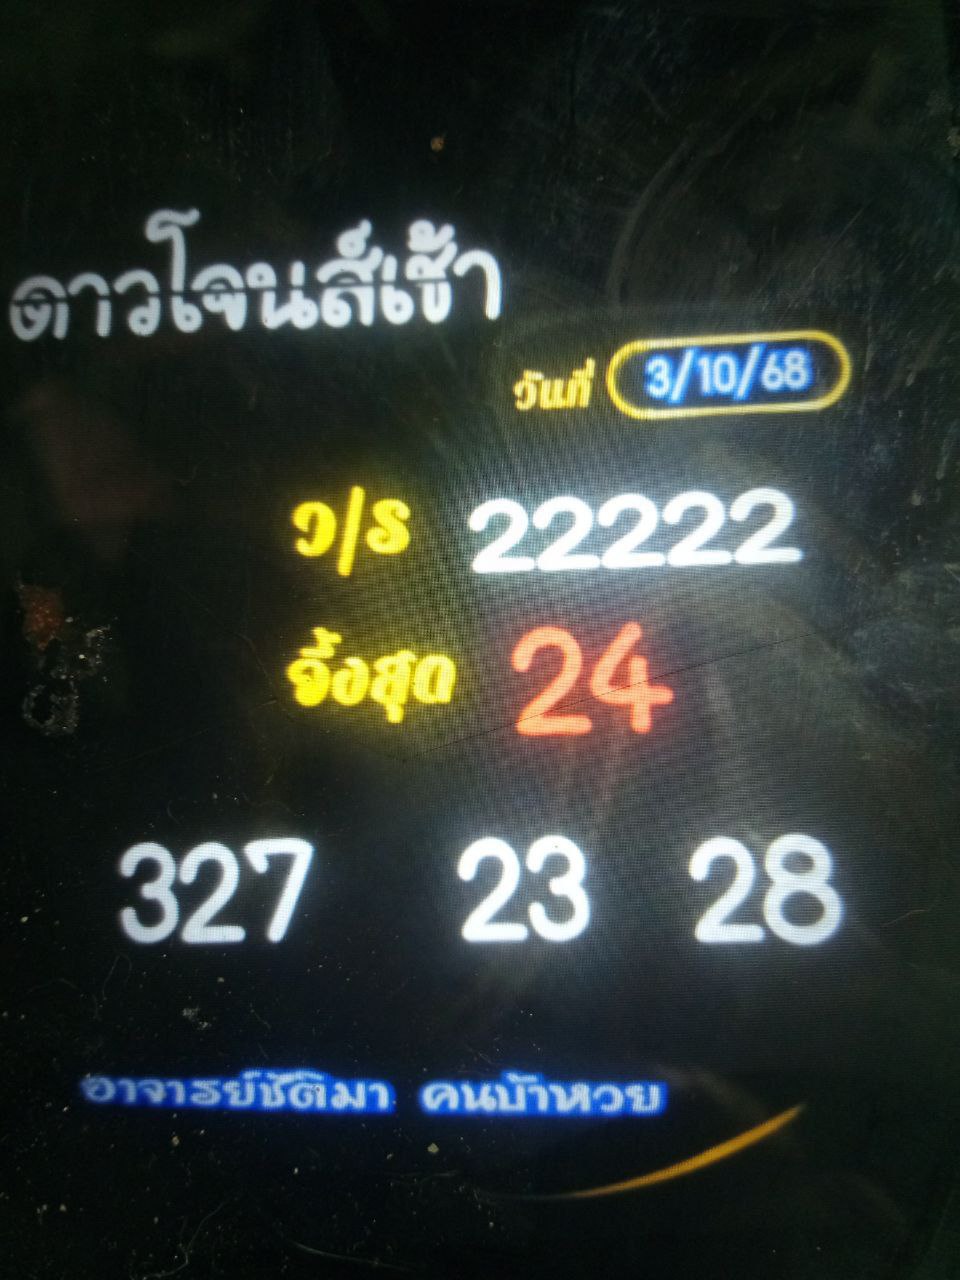 ดาวโจนส์เช้า
วันที่ 3/10/68
ว/ร 22222
จี้อสุด 24
327 23 28
อาจารย์ชัติมา คนบ้าหวย